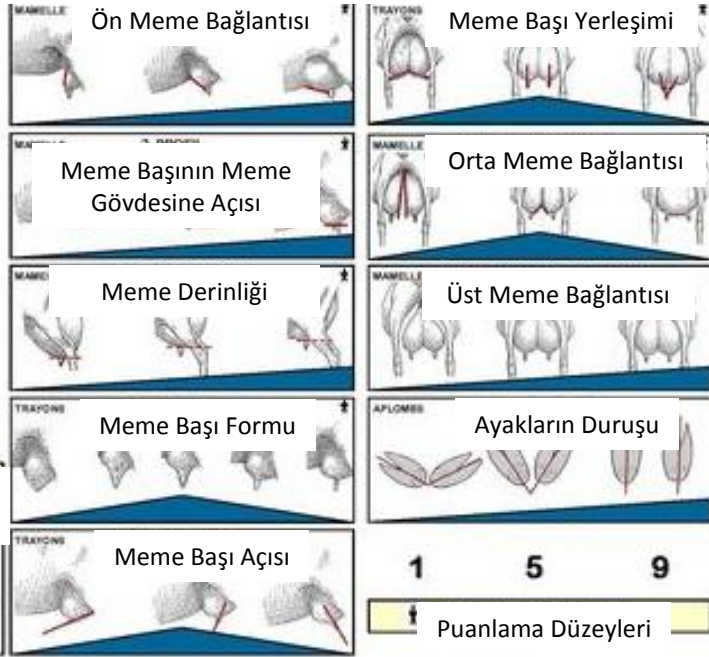 MAMELLE
Ön Meme Bağlantısı
Meme Başının Meme
Gövdesine Açısı
MAMELLE
Meme Derinliği
TRAYONS
Meme Başı Formu
TRAYONS
Meme Başı Açısı
TRAYONS
Meme Başı Yerleşimi
MAMELLE
Orta Meme Bağlantısı
MAMELLE
Üst Meme Bağlantısı
APLOMBS
Ayakların Duruşu
1 5 9
Puanlama Düzeyleri